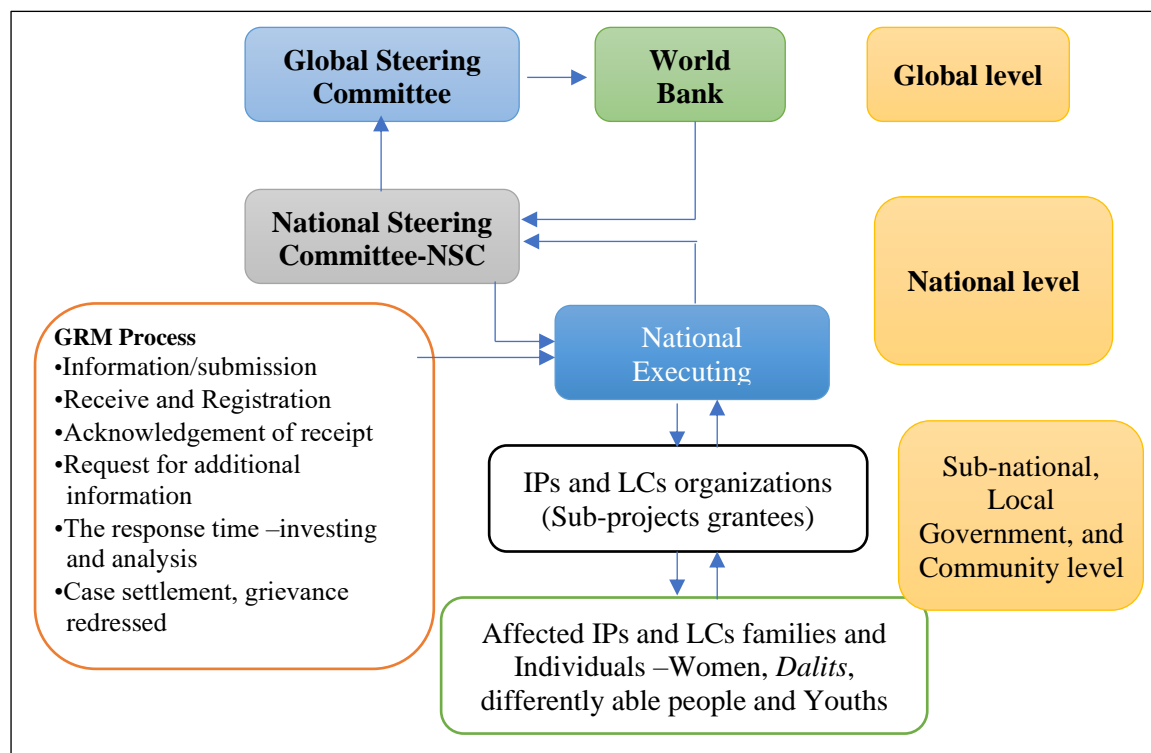 Global Steering
Committee
World
Bank
Global level
National Steering
Committee-NSC
National level
GRM Process
•Information/submission
•Receive and Registration
•Acknowledgement of receipt
•Request for additional
information
•The response time –investing
and analysis
•Case settlement, grievance
redressed
National
Executing
IPs and LCs organizations
(Sub-projects grantees)
Sub-national,
Local
Government, and
Community level
Affected IPs and LCs families and
Individuals –Women, Dalits,
differently able people and Youths